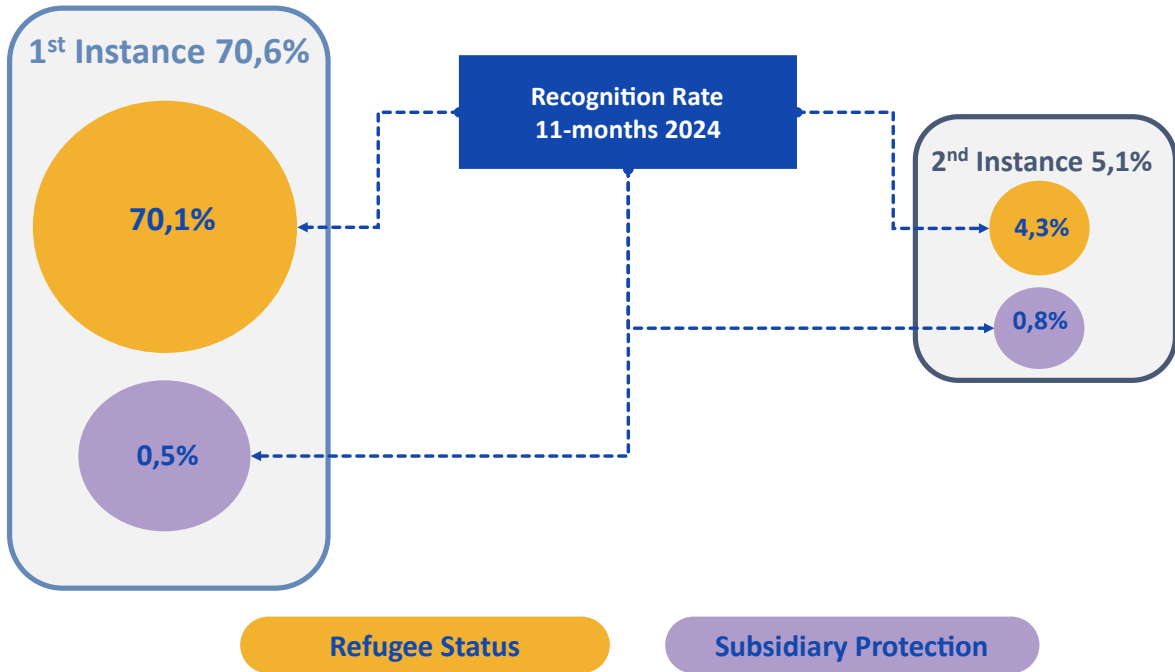 1st Instance 70,6%
70,1%
0,5%
Recognition Rate
11-months 2024
2nd Instance 5,1%
4,3%
0,8%
Refugee Status
Subsidiary Protection